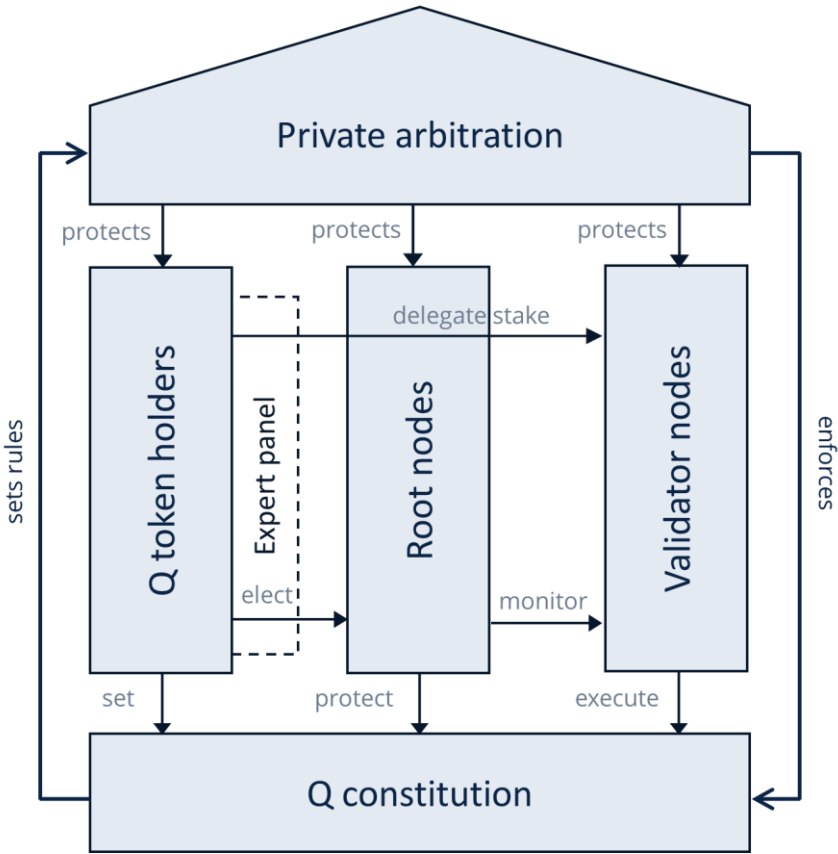 Private arbitration
protects
protects
protects
delegate stake
Q token holders
Expert panel
Root nodes
Validator nodes
sets rules
enforces
elect
monitor
set
protect
execute
Q constitution